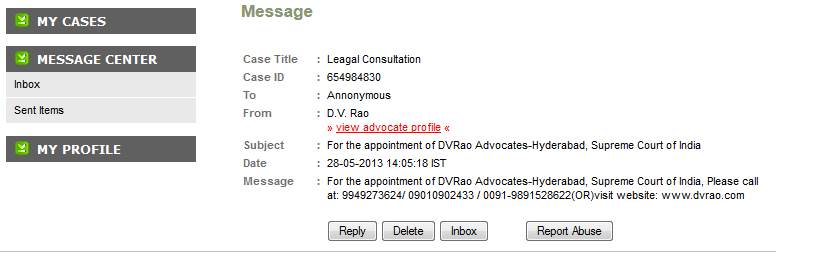 Message
MY CASES
MESSAGE CENTER
Inbox
Sent Items
MY PROFILE
Case Title : Leagal Consultation
Case ID : 654984830
To : Annonymous
From : D.V. Rao
» view advocate profile «
Subject : For the appointment of DVRao Advocates-Hyderabad, Supreme Court of India
Date : 28-05-2013 14:05:18 IST
Message : For the appointment of DVRao Advocates-Hyderabad, Supreme Court of India, Please call
at: 9949273624/ 09010902433 / 0091-9891528622(OR)visit website: www.dvrao.com
Reply Delete Inbox Report Abuse